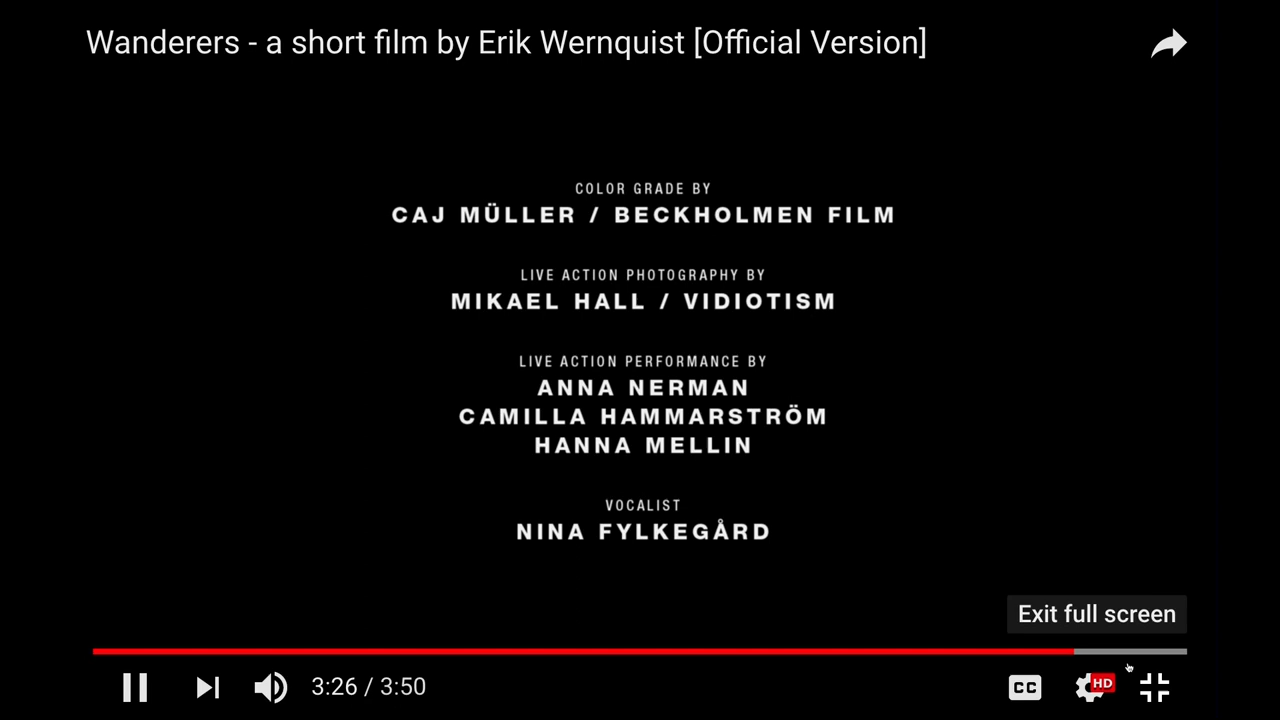 Wanderers - a short film by Erik Wernquist [Official Version]
COLOR GRADE BY
CAJ MÜLLER / BECKHOLMEN FILM
LIVE ACTION PHOTOGRAPHY BY
MIKAEL HALL / VIDIOTISM
LIVE ACTION PERFORMANCE BY
ANNA NERMAN
CAMILLA HAMMARSTRÖM
HANNA MELLIN
VOCALIST
NINA FYLKEGÅRD
Exit full screen
3:26 / 3:50
CC
HD